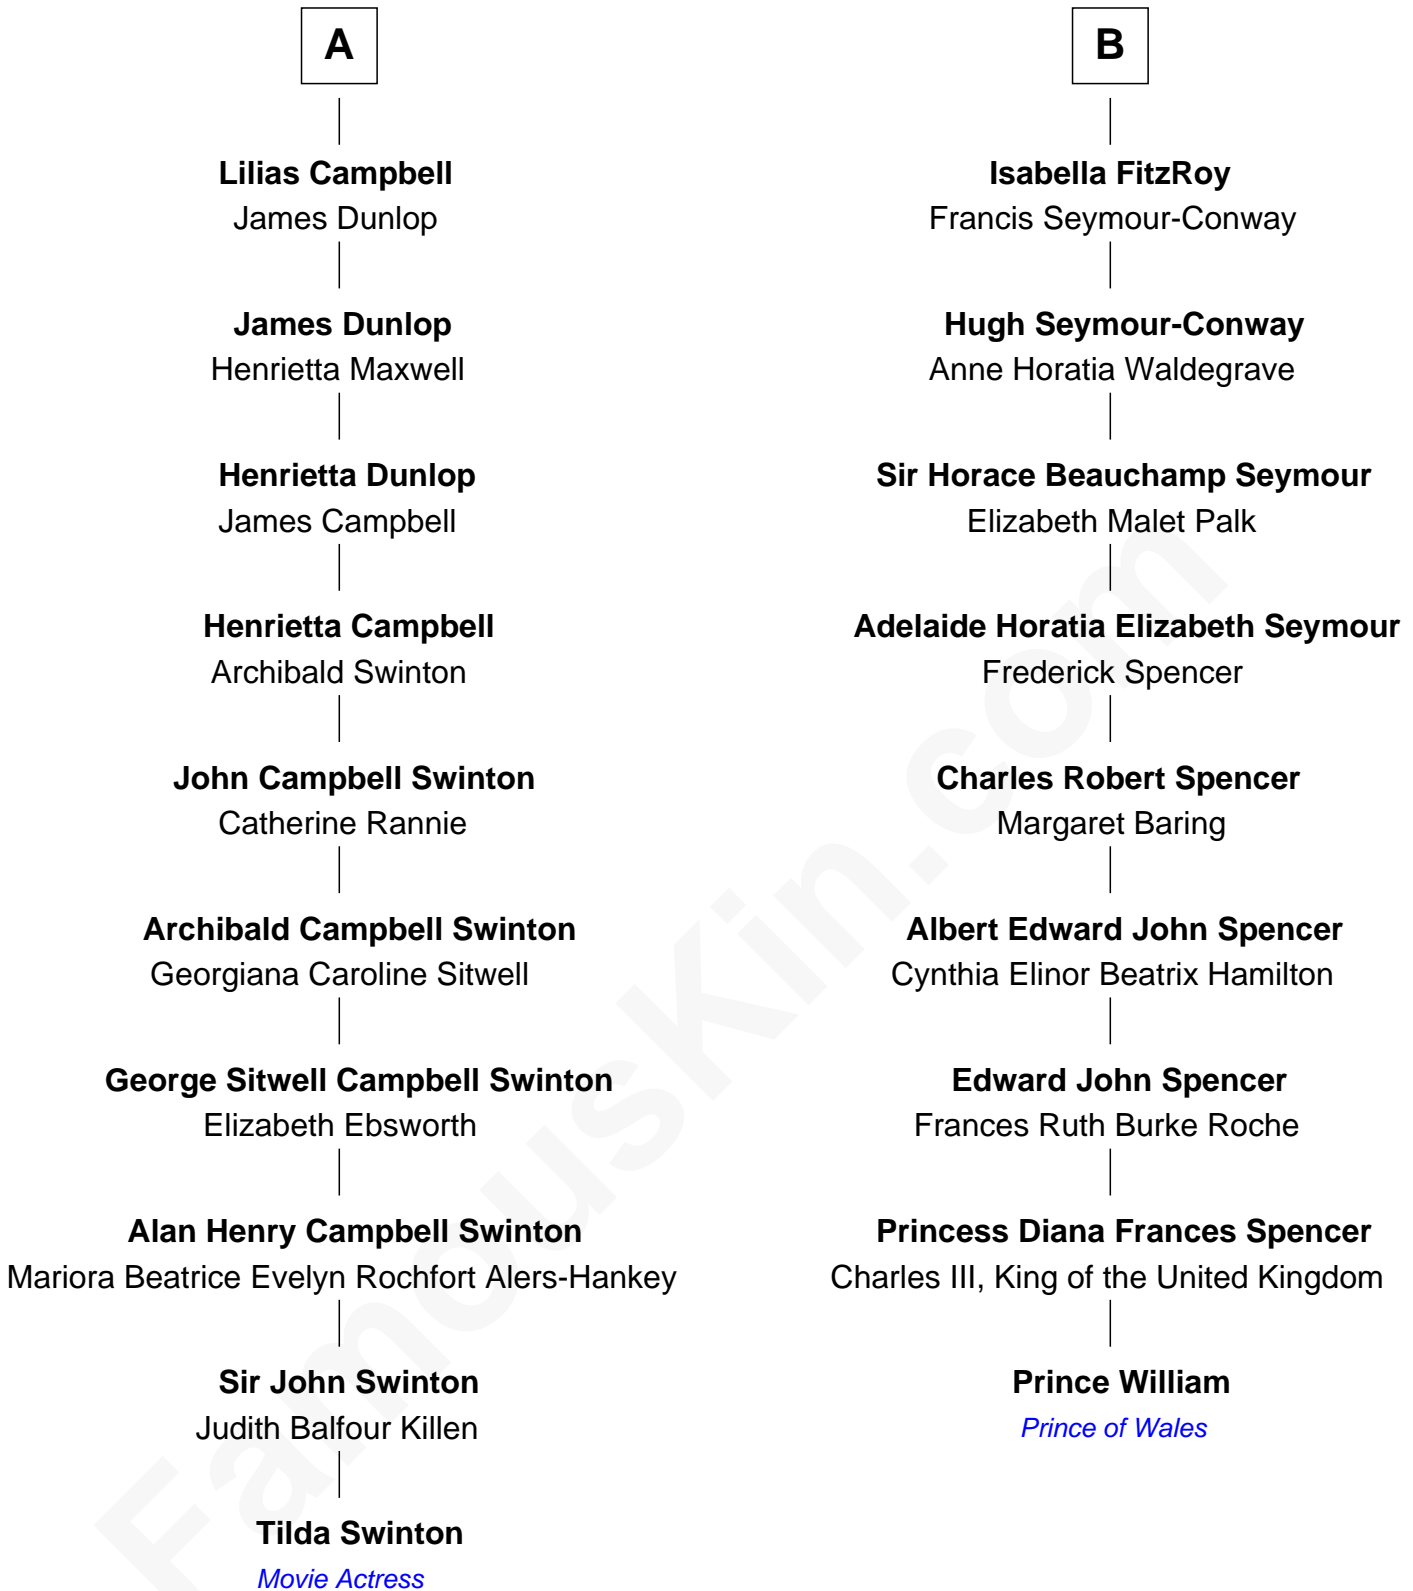 A
Lilias Campbell
James Dunlop
James Dunlop
Henrietta Maxwell
Henrietta Dunlop
James Campbell
Henrietta Campbell
Archibald Swinton
John Campbell Swinton
Catherine Rannie
Archibald Campbell Swinton
Georgiana Caroline Sitwell
George Sitwell Campbell Swinton
Elizabeth Ebsworth
Alan Henry Campbell Swinton
Mariora Beatrice Evelyn Rochfort Alers-Hankey
Sir John Swinton
Judith Balfour Killen
Tilda Swinton
Movie Actress
B
Isabella FitzRoy
Francis Seymour-Conway
Hugh Seymour-Conway
Anne Horatia Waldegrave
Sir Horace Beauchamp Seymour
Elizabeth Malet Palk
Adelaide Horatia Elizabeth Seymour
Frederick Spencer
Charles Robert Spencer
Margaret Baring
Albert Edward John Spencer
Cynthia Elinor Beatrix Hamilton
Edward John Spencer
Frances Ruth Burke Roche
Princess Diana Frances Spencer
Charles III, King of the United Kingdom
Prince William
Prince of Wales
FamousKin.com